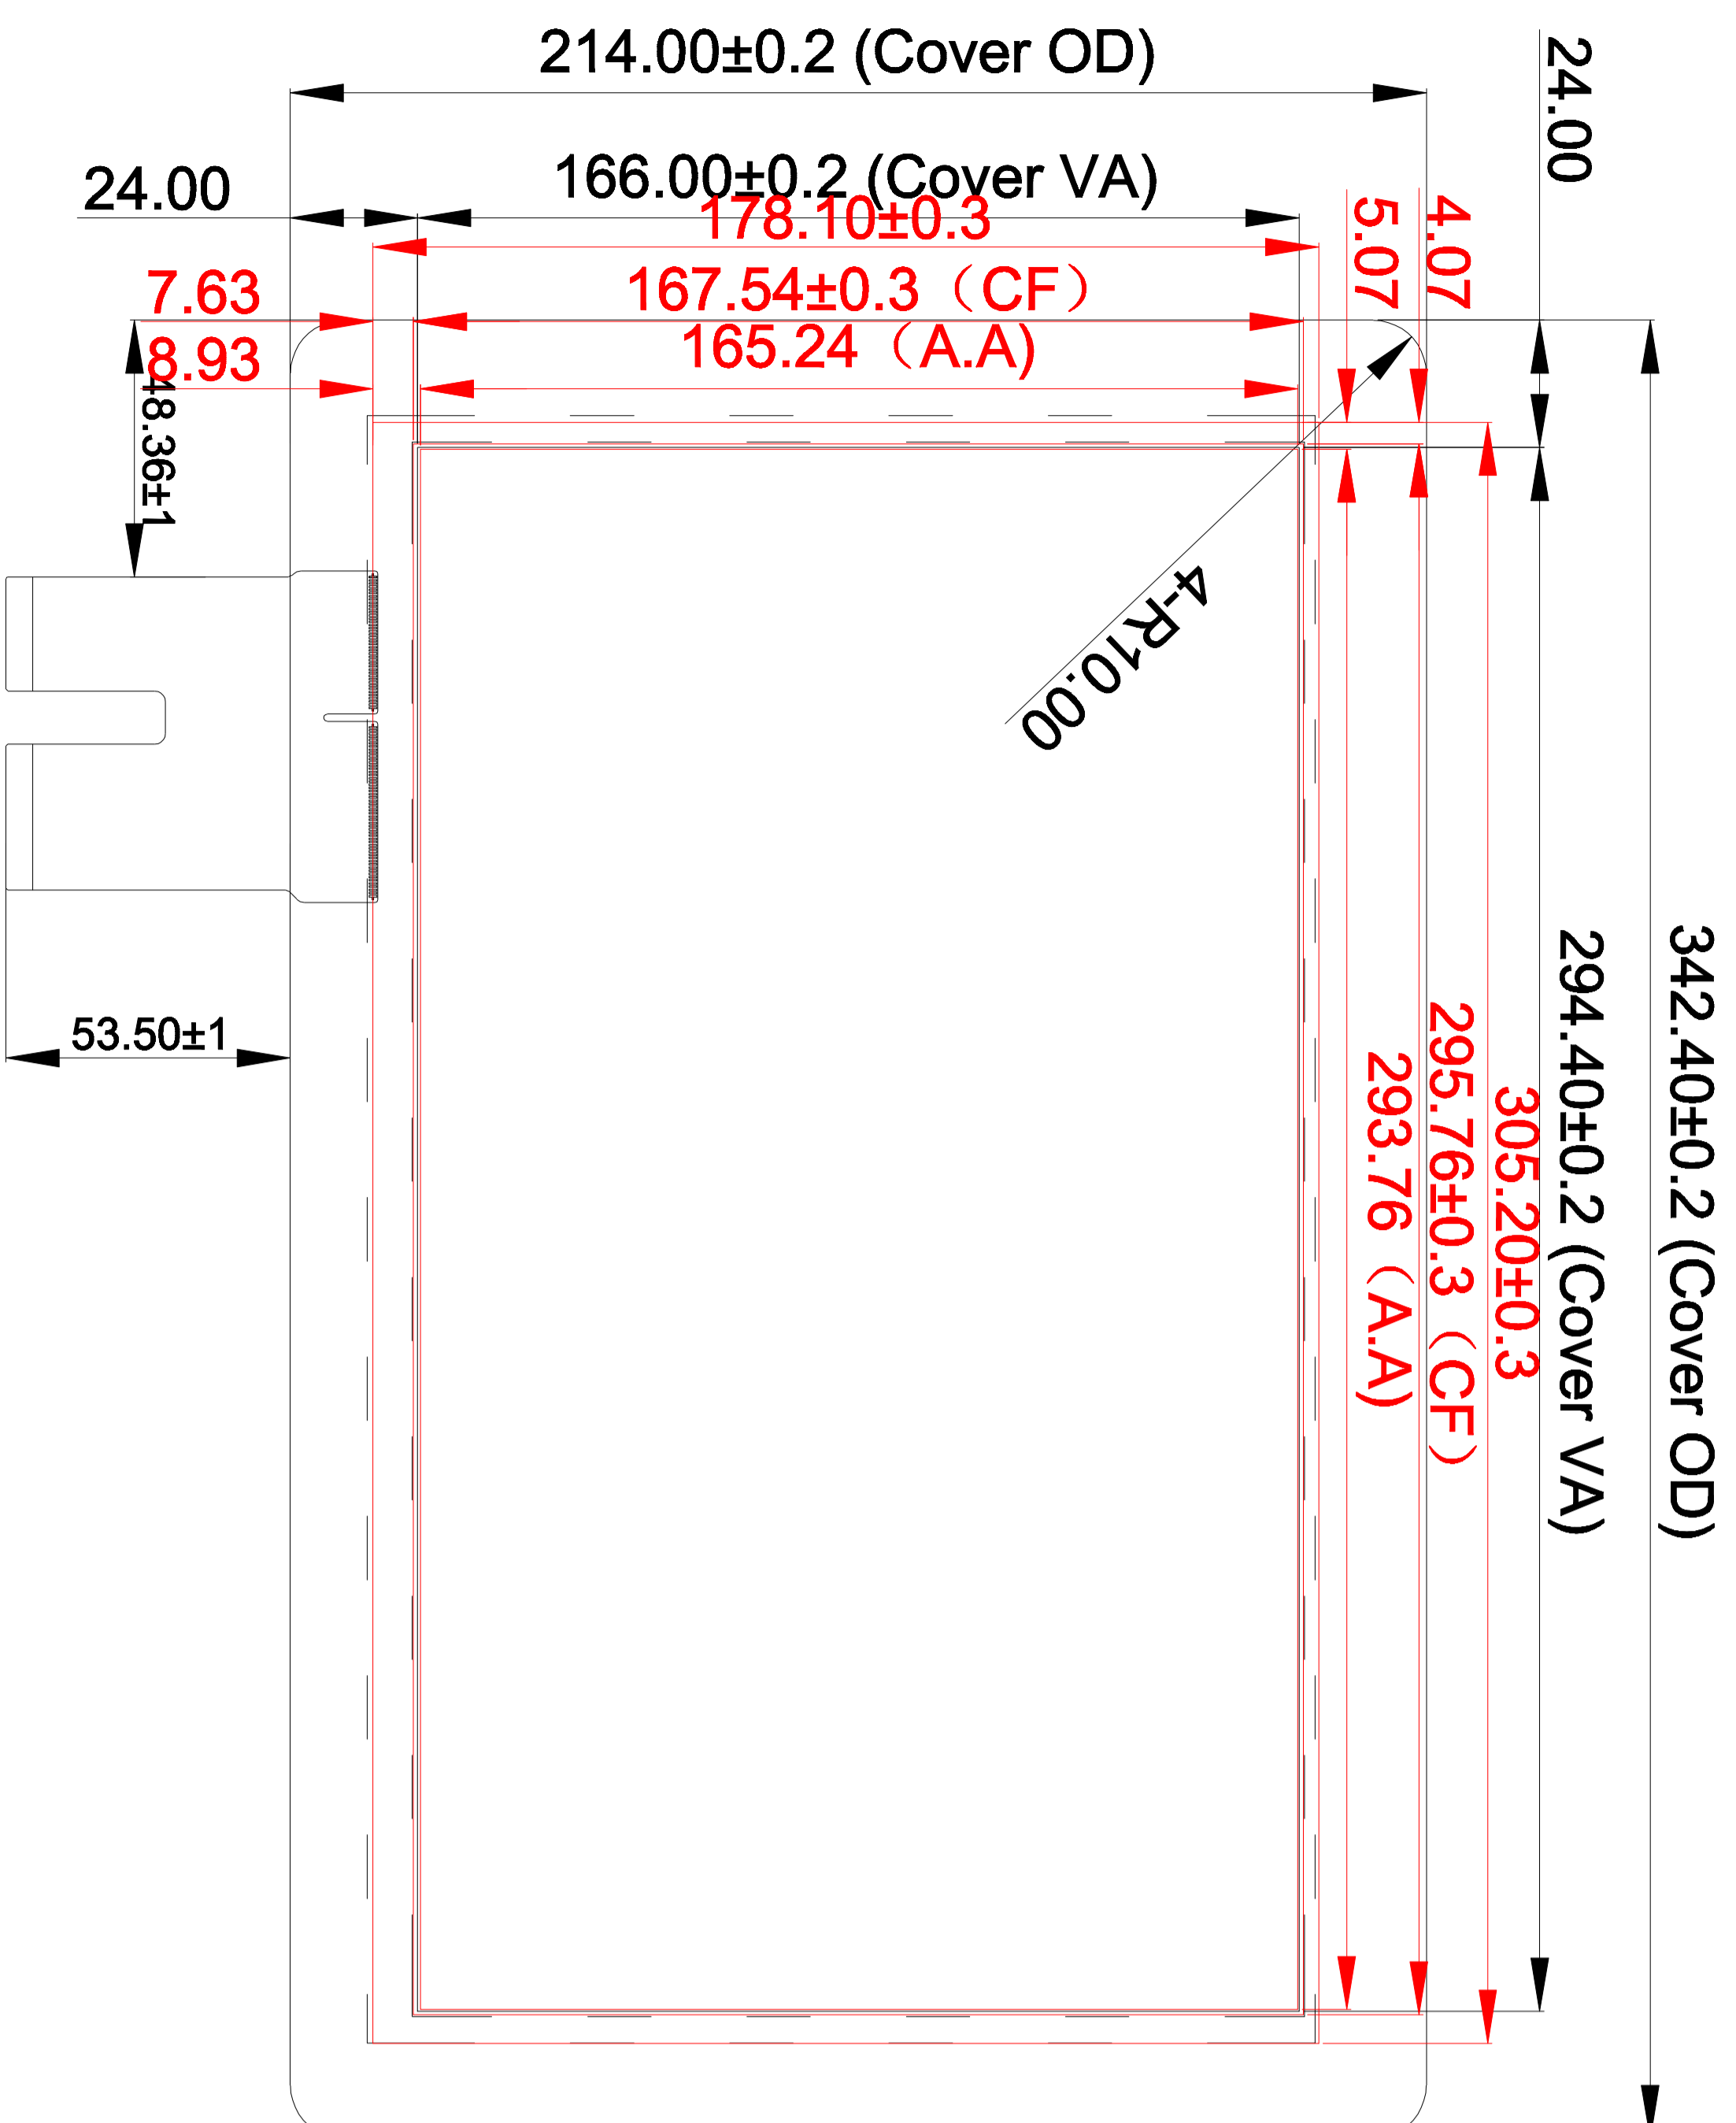 214.00±0.2 (Cover OD)
24.00
166.00±0.2 (Cover VA)
24.00
178.10±0.3
4.07
5.07
7.63
167.54±0.3（CF）
8.93
165.24（A.A)
48.36±1
4-R10.00
53.50±1
342.40±0.2 (Cover OD)
294.40±0.2 (Cover VA)
305.20±0.3
295.76±0.3（CF）
293.76（A.A)